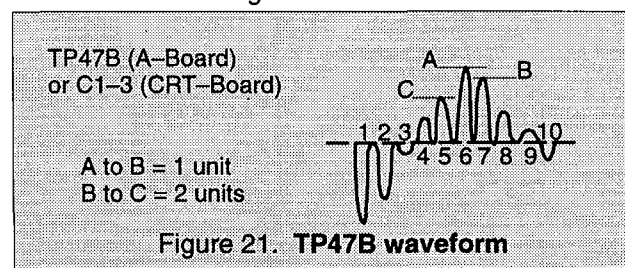 TP47B (A–Board)
or C1–3 (CRT–Board)
A to B = 1 unit
B to C = 2 units
A
B
C
1 2 3
4 5 6 7 8 9
10
Figure 21. TP47B waveform